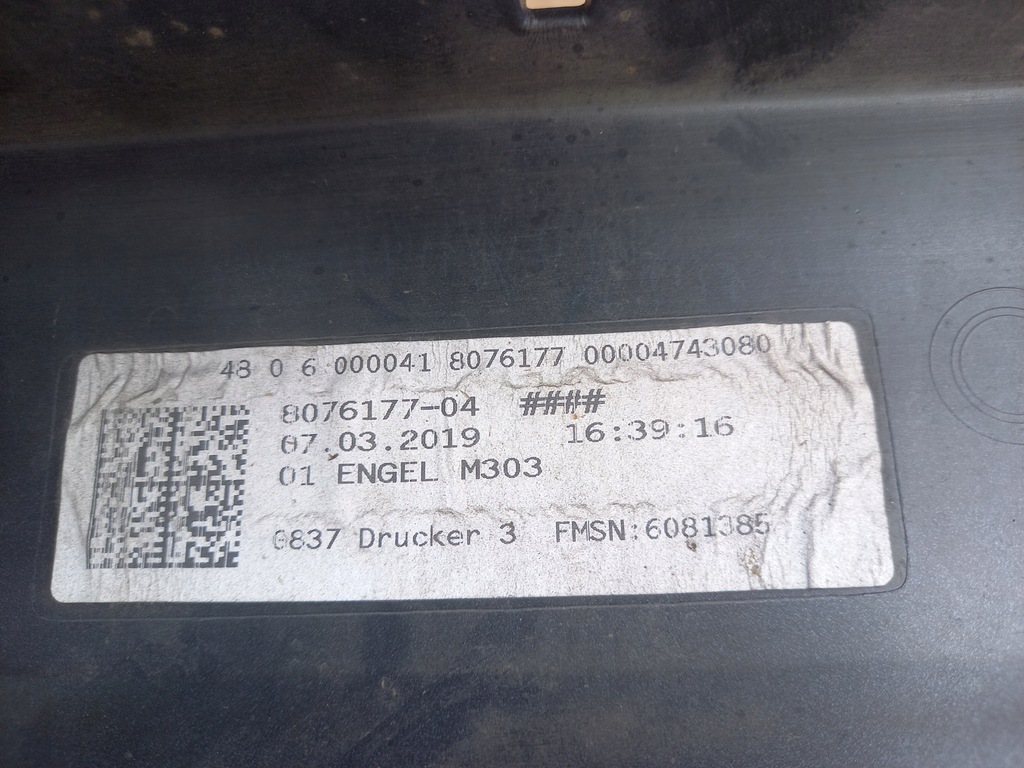 48 0 6 000041 8076177 00004743080
8076177-04 ####
07.03.2019 16:39:16
01 ENGEL M303
0837 Drucker 3 FMSN:6081385